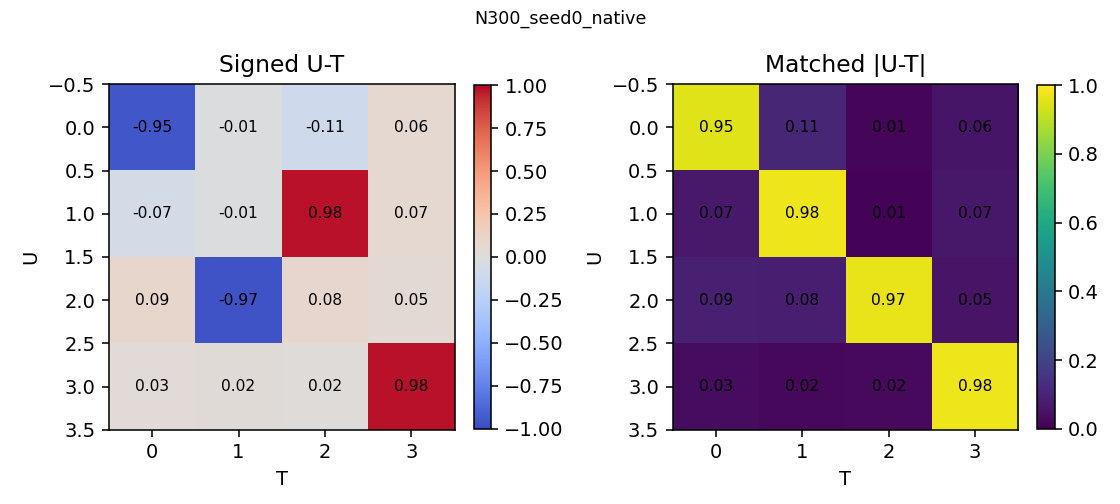 N300_seed0_native
Signed U-T
Matched |U-T|
−0.5
0.0
0.5
1.0
1.5
2.0
2.5
3.0
3.5
U
-0.95 -0.01 -0.11 0.06
-0.07 -0.01 0.98 0.07
0.09 -0.97 0.08 0.05
0.03 0.02 0.02 0.98
0 1 2 3
T
1.00
0.75
0.50
0.25
0.00
−0.25
−0.50
−0.75
−1.00
−0.5
0.0
0.5
1.0
1.5
2.0
2.5
3.0
3.5
U
0.95 0.11 0.01 0.06
0.07 0.98 0.01 0.07
0.09 0.08 0.97 0.05
0.03 0.02 0.02 0.98
0 1 2 3
T
1.0
0.8
0.6
0.4
0.2
0.0